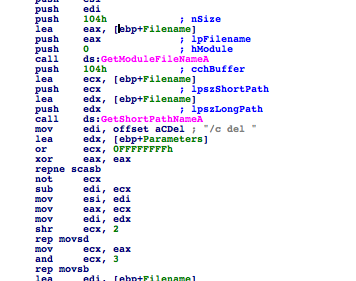 push edi
push 104h ; nSize
lea eax, [ebp+Filename]
push eax ; lpFilename
push 0 ; hModule
call ds:GetModuleFileNameA
push 104h ; cchBuffer
lea ecx, [ebp+Filename]
push ecx ; lpszShortPath
lea edx, [ebp+Filename]
push edx ; lpszLongPath
call ds:GetShortPathNameA
mov edi, offset aCDel ; "/c del "
lea edx, [ebp+Parameters]
or ecx, 0FFFFFFFFh
xor eax, eax
repne scasb
not ecx
sub edi, ecx
mov esi, edi
mov eax, ecx
mov edi, edx
shr ecx, 2
rep movsd
mov ecx, eax
and ecx, 3
rep movsb
lea edi, [ebp+Filename]